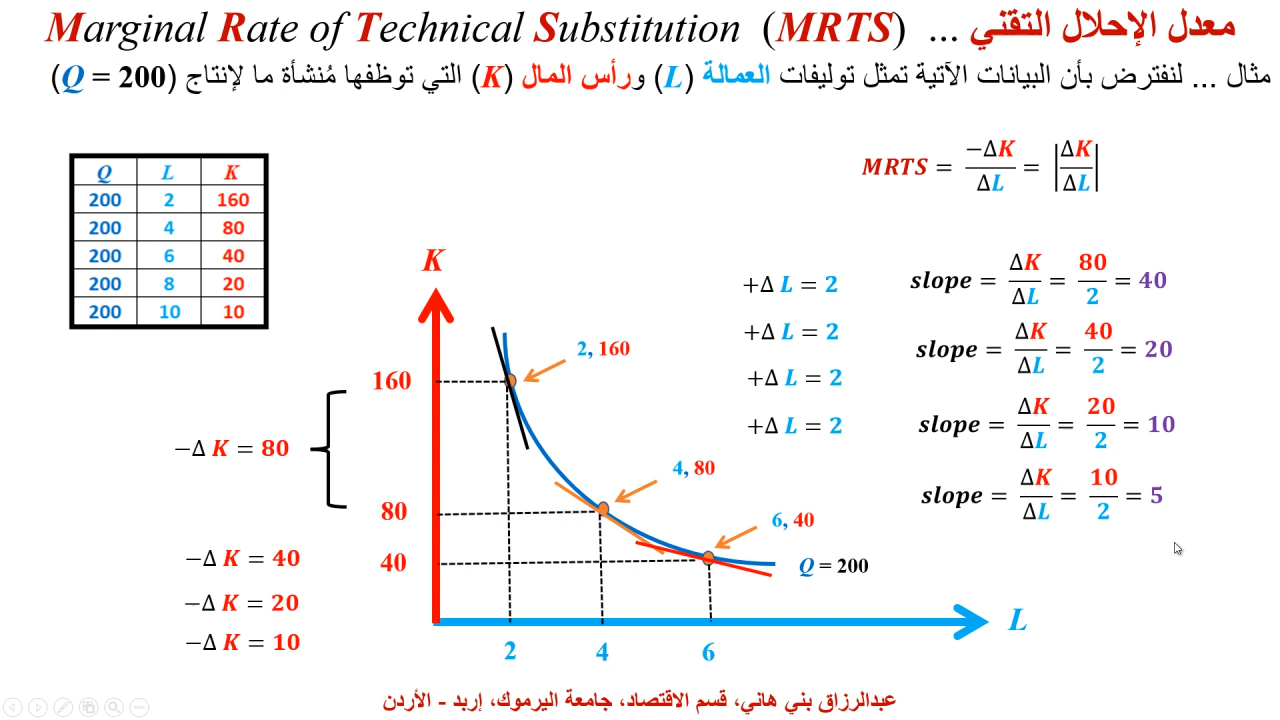 Marginal Rate of Technical Substitution (MRTS) ... معدل الإحلال التقني
مثال ... لنفترض بأن البيانات الآتية تمثل توليفات العمالة (L) ورأس المال (K) التي توظفها مُنشأة ما لإنتاج (Q = 200)
Q L K
200 2 160
200 4 80
200 6 40
200 8 20
200 10 10
MRTS = −ΔK/ΔL = |ΔK/ΔL|
K
160
80
40
2, 160
4, 80
6, 40
Q = 200
2 4 6
L
−Δ K = 80
−Δ K = 40
−Δ K = 20
−Δ K = 10
+Δ L = 2
+Δ L = 2
+Δ L = 2
+Δ L = 2
slope = ΔK/ΔL = 80/2 = 40
slope = ΔK/ΔL = 40/2 = 20
slope = ΔK/ΔL = 20/2 = 10
slope = ΔK/ΔL = 10/2 = 5
عبدالرزاق بني هاني، قسم الاقتصاد، جامعة اليرموك، إربد - الأردن